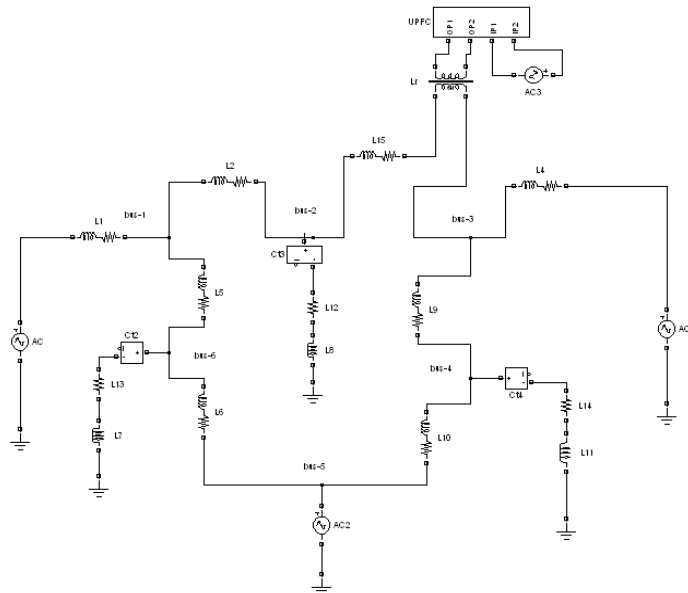 UPFC
OP1
OP2
IP1
IP2
Lr
AC3
L15
L2
L4
bus-1
bus-2
bus-3
L1
C13
L5
L9
L12
AC
C12
L8
AC
bus-6
bus-4
L13
C14
L14
L6
L7
L10
L11
bus-5
AC2